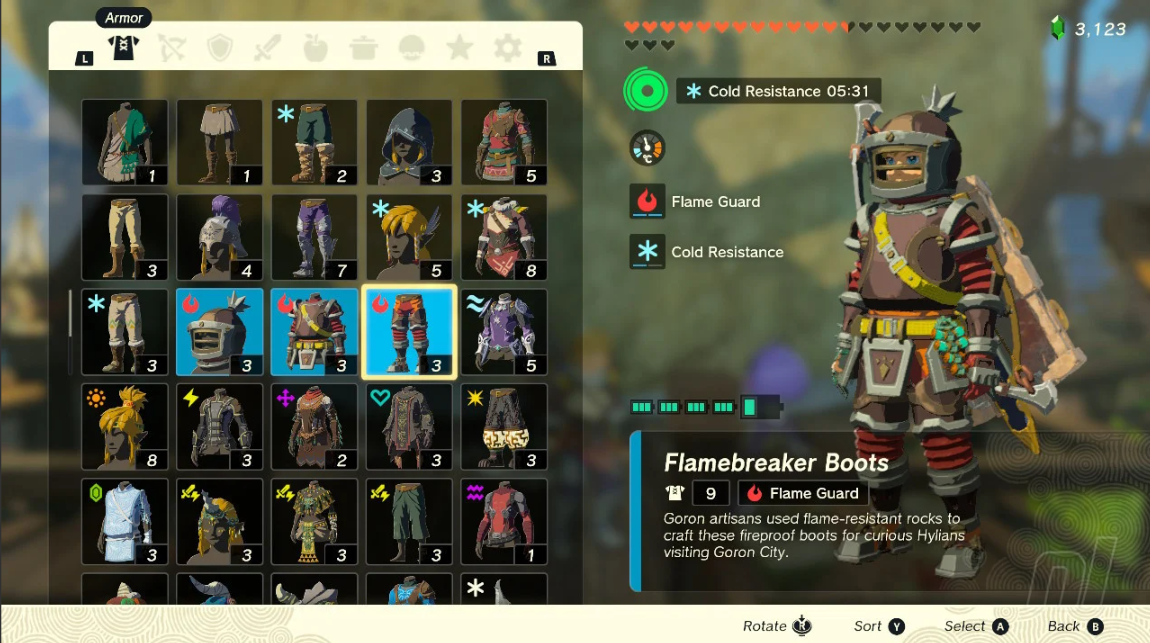 Armor
L
R
3,123
Cold Resistance 05:31
°C
Flame Guard
Cold Resistance
1 1 2 3 5
3 4 7 5 8
3 3 3 3 5
8 3 2 3 3
3 3 3 3 1
Flamebreaker Boots
9 Flame Guard
Goron artisans used flame-resistant rocks to
craft these fireproof boots for curious Hylians
visiting Goron City.
Rotate R Sort Y Select A Back B